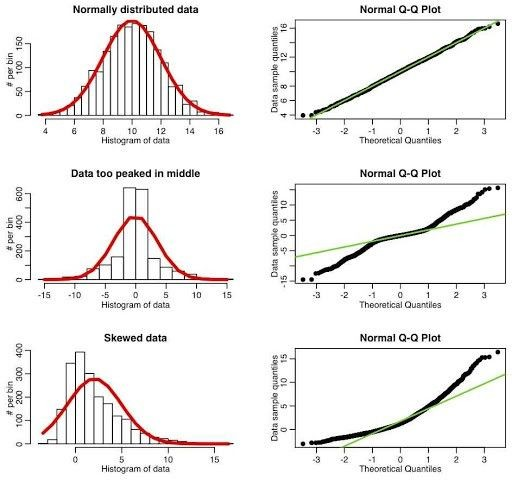 Normally distributed data
# per bin
0 50 100 150
4 6 8 10 12 14 16
Histogram of data
Normal Q-Q Plot
Data sample quantiles
4 6 8 12 16
-3 -2 -1 0 1 2 3
Theoretical Quantiles
Data too peaked in middle
# per bin
0 200 400 600
-15 -10 -5 0 5 10 15
Histogram of data
Normal Q-Q Plot
Data sample quantiles
-15 -5 0 5 10
-3 -2 -1 0 1 2 3
Theoretical Quantiles
Skewed data
# per bin
0 100 200 300 400
0 5 10 15
Histogram of data
Normal Q-Q Plot
Data sample quantiles
0 5 10 15
-3 -2 -1 0 1 2 3
Theoretical Quantiles